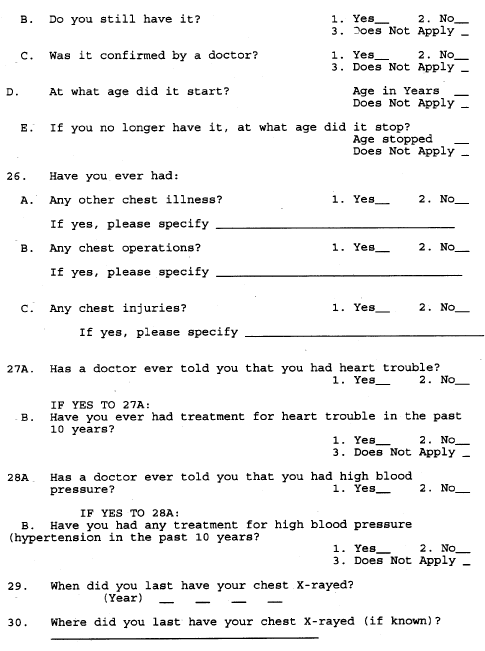 B. Do you still have it? 1. Yes__ 2. No__
3. Does Not Apply _
C. Was it confirmed by a doctor? 1. Yes__ 2. No__
3. Does Not Apply _
D. At what age did it start? Age in Years __
Does Not Apply _
E. If you no longer have it, at what age did it stop?
Age stopped __
Does Not Apply _
26. Have you ever had:
A. Any other chest illness? 1. Yes__ 2. No__
If yes, please specify ____________________
B. Any chest operations? 1. Yes__ 2. No__
If yes, please specify ____________________
C. Any chest injuries? 1. Yes__ 2. No__
If yes, please specify ____________________
27A. Has a doctor ever told you that you had heart trouble?
1. Yes__ 2. No__
IF YES TO 27A:
B. Have you ever had treatment for heart trouble in the past
10 years?
1. Yes__ 2. No__
3. Does Not Apply _
28A Has a doctor ever told you that you had high blood
pressure? 1. Yes__ 2. No__
IF YES TO 28A:
B. Have you had any treatment for high blood pressure
(hypertension in the past 10 years?
1. Yes__ 2. No__
3. Does Not Apply _
29. When did you last have your chest X-rayed?
(Year) __ __ __ __
30. Where did you last have your chest X-rayed (if known)?
____________________